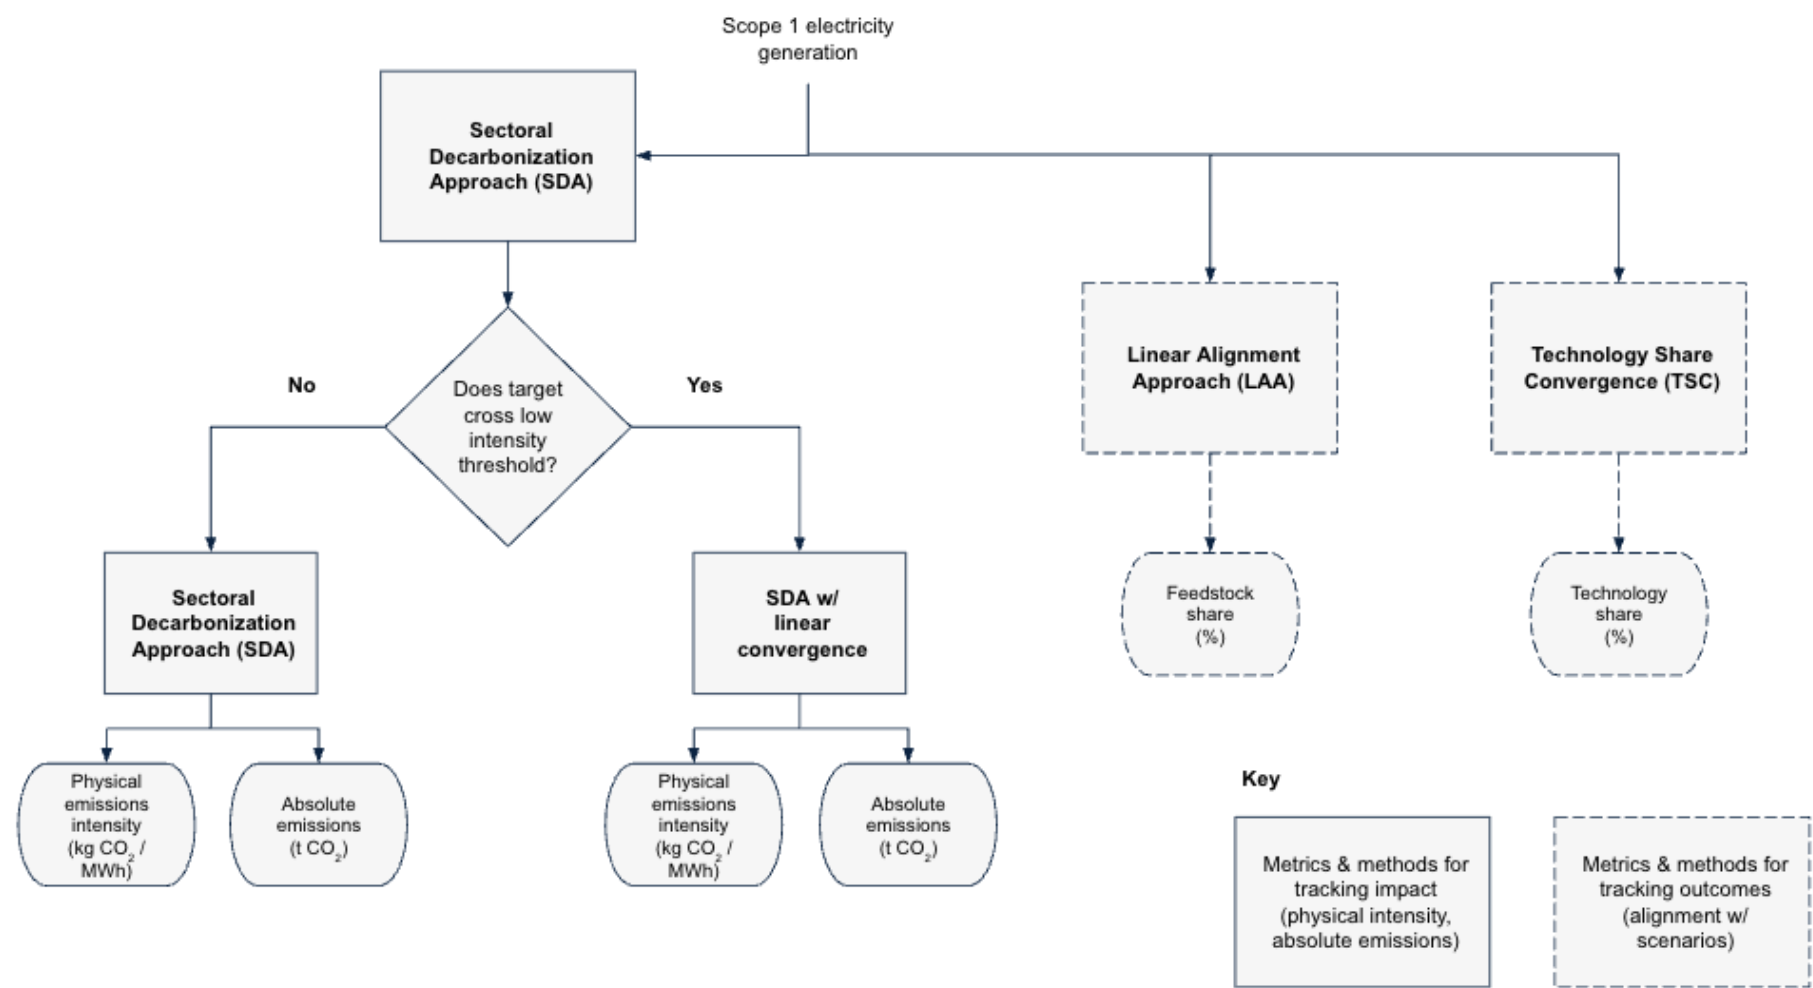 Scope 1 electricity
generation
Sectoral
Decarbonization
Approach (SDA)
No
Does target
cross low
intensity
threshold?
Yes
Linear Alignment
Approach (LAA)
Technology Share
Convergence (TSC)
Sectoral
Decarbonization
Approach (SDA)
SDA w/
linear
convergence
Feedstock
share
(%)
Technology
share
(%)
Physical
emissions
intensity
(kg CO2 /
MWh)
Absolute
emissions
(t CO2)
Physical
emissions
intensity
(kg CO2 /
MWh)
Absolute
emissions
(t CO2)
Key
Metrics & methods for
tracking impact
(physical intensity,
absolute emissions)
Metrics & methods for
tracking outcomes
(alignment w/
scenarios)